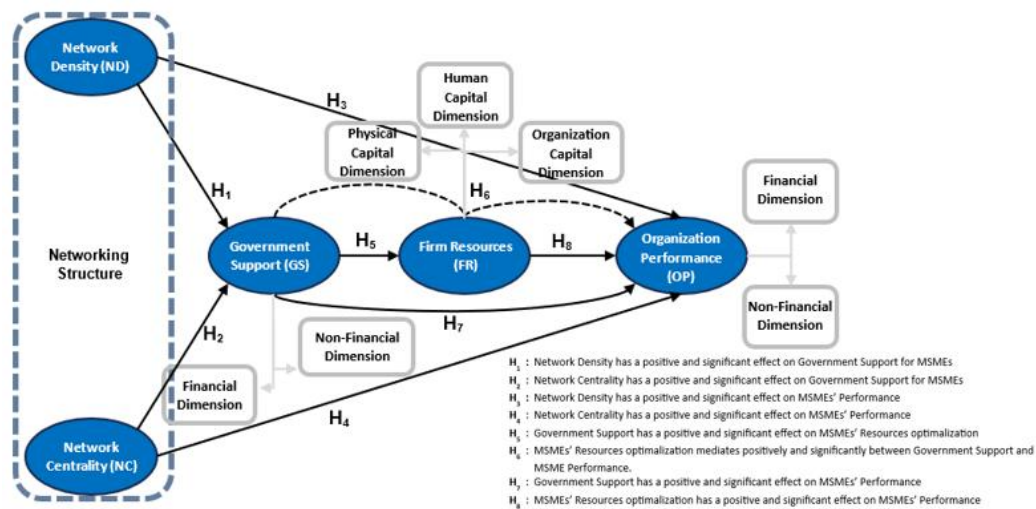 Network
Density (ND)
H3
Human
Capital
Dimension
Physical
Capital
Dimension
Organization
Capital
Dimension
H1
H6
Financial
Dimension
Networking
Structure
Government
Support (GS)
H5
Firm Resources
(FR)
H8
Organization
Performance
(OP)
H2
H7
Non-Financial
Dimension
Non-Financial
Dimension
Financial
Dimension
H4
Network
Centrality (NC)
H1 : Network Density has a positive and significant effect on Government Support for MSMEs
H2 : Network Centrality has a positive and significant effect on Government Support for MSMEs
H3 : Network Density has a positive and significant effect on MSMEs' Performance
H4 : Network Centrality has a positive and significant effect on MSMEs' Performance
H5 : Government Support has a positive and significant effect on MSMEs' Resources optimalization
H6 : MSMEs' Resources optimalization mediates positively and significantly between Government Support and
MSME Performance.
H7 : Government Support has a positive and significant effect on MSMEs' Performance
H8 : MSMEs' Resources optimalization has a positive and significant effect on MSMEs' Performance